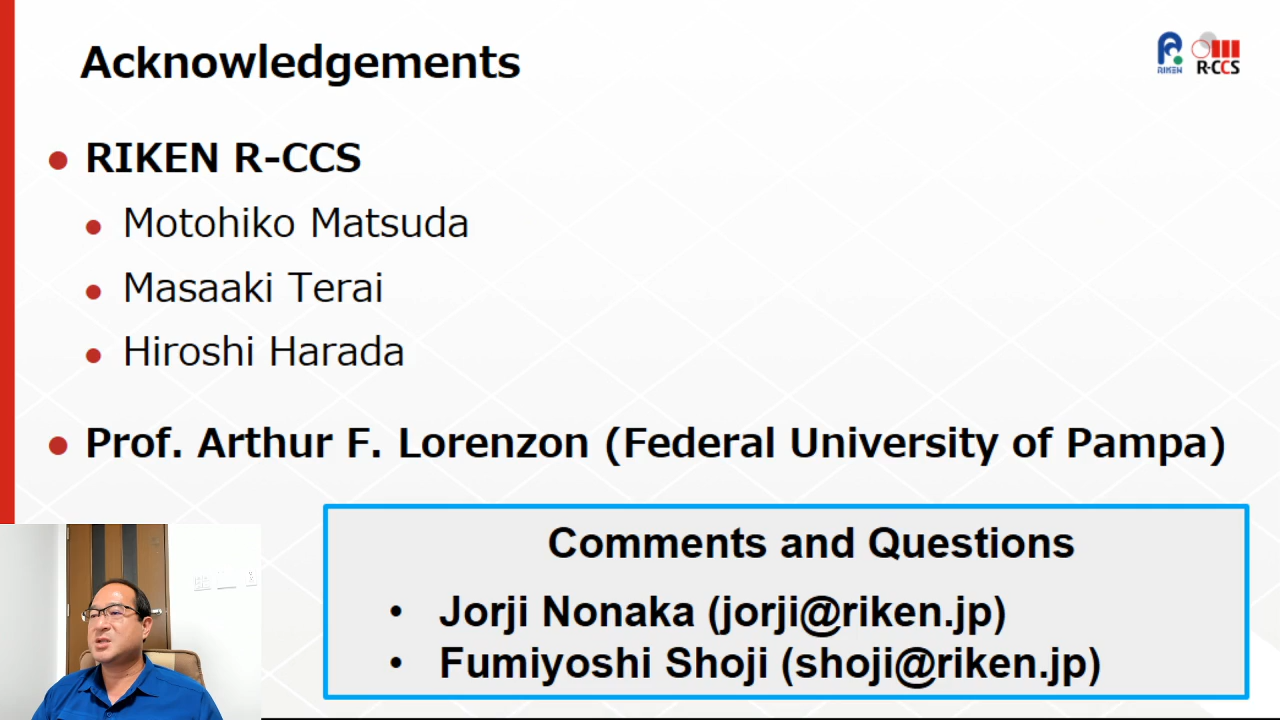 Acknowledgements
RIKEN
R-CCS
● RIKEN R-CCS
● Motohiko Matsuda
● Masaaki Terai
● Hiroshi Harada
● Prof. Arthur F. Lorenzon (Federal University of Pampa)
Comments and Questions
• Jorji Nonaka (jorji@riken.jp)
• Fumiyoshi Shoji (shoji@riken.jp)